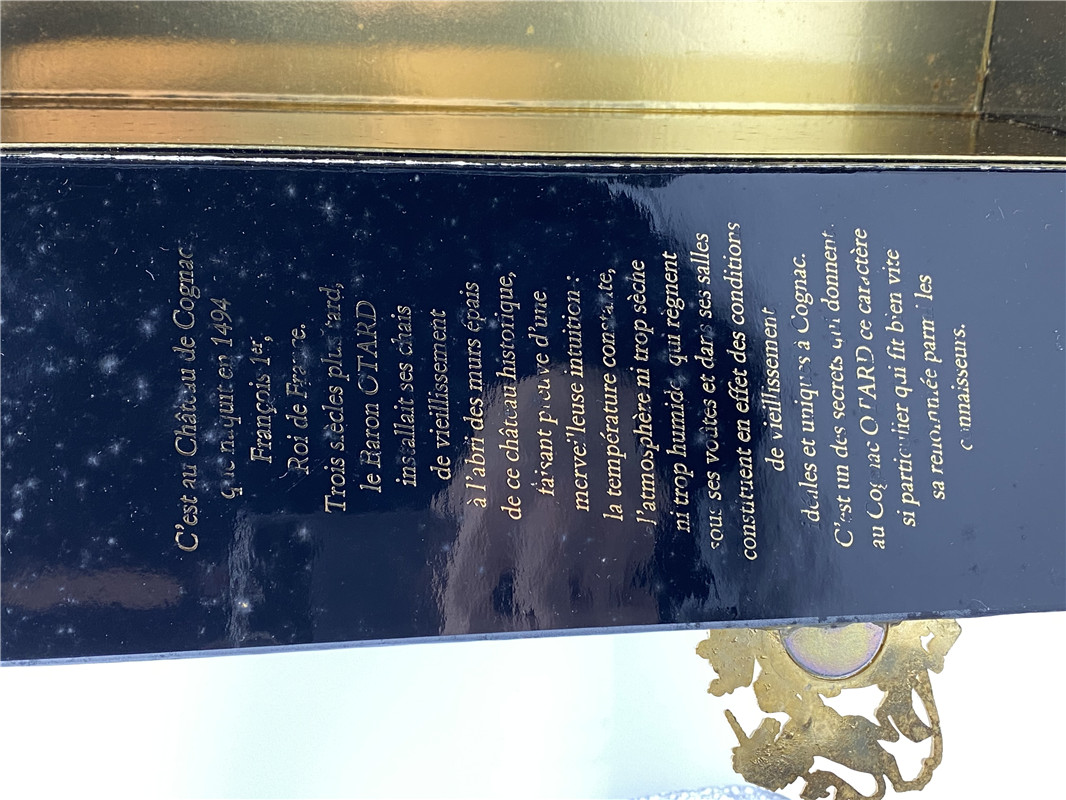 C'est au Château de Cognac
que naquit en 1494
François 1er,
Roi de France.
Trois siècles plus tard,
le Baron OTARD
installait ses chais
de vieillissement
à l'abri des murs épais
de ce château historique,
faisant preuve d'une
merveilleuse intuition :
la température constante,
l'atmosphère ni trop sèche
ni trop humide qui règnent
sous ses voûtes et dans ses salles
constituent en effet des conditions
de vieillissement
idéales et uniques à Cognac.
C'est un des secrets qui donnent
au Cognac OTARD ce caractère
si particulier qui fit bien vite
sa renommée parmi les
connaisseurs.